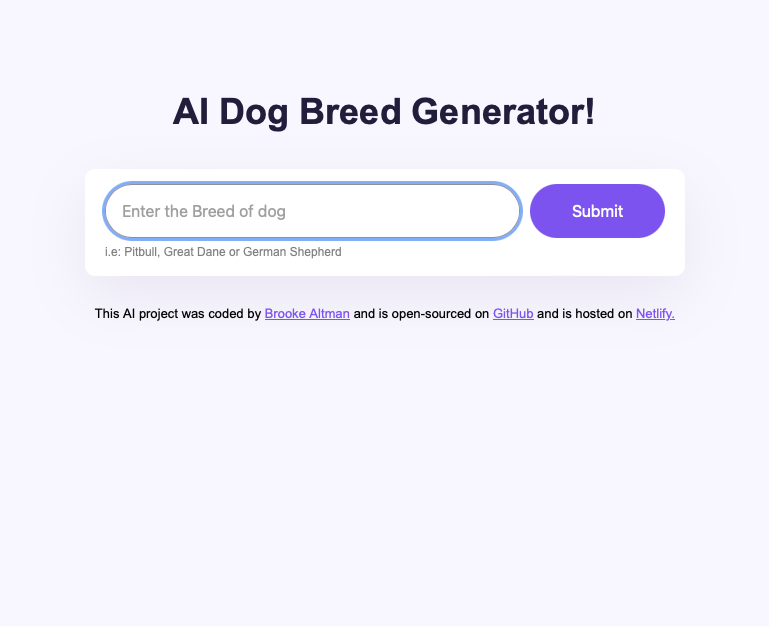 AI Dog Breed Generator!
Enter the Breed of dog
Submit
i.e: Pitbull, Great Dane or German Shepherd
This AI project was coded by Brooke Altman and is open-sourced on GitHub and is hosted on Netlify.